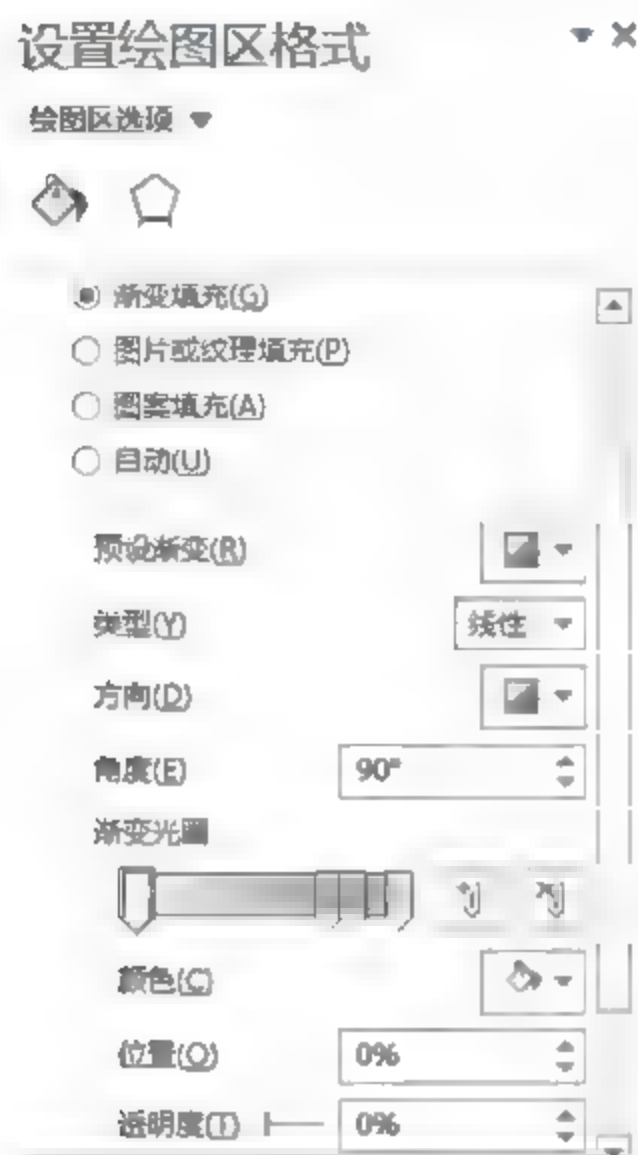 设置绘图区格式
绘图区选项
渐变填充(G)
图片或纹理填充(P)
图案填充(A)
自动(U)
预设渐变(R)
类型(Y) 线性
方向(D)
角度(E) 90°
渐变光圈
颜色(C)
位置(O) 0%
透明度(T) 0%